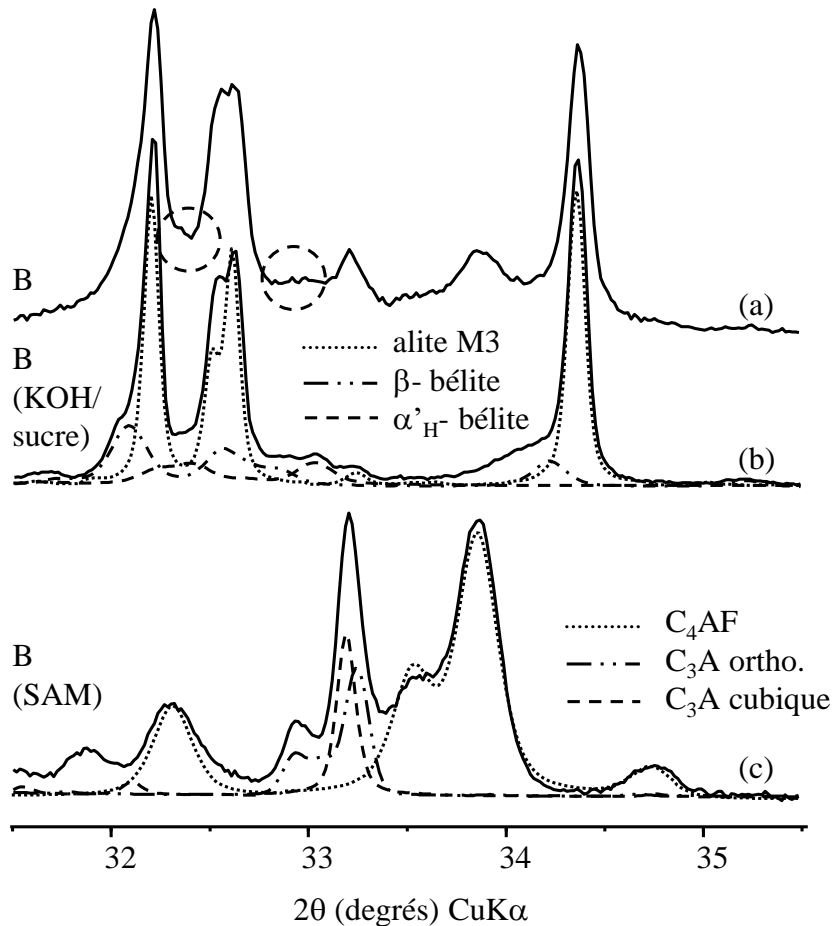 B
(a)
B
(KOH/
sucre)
alite M3
β- bélite
α’H- bélite
(b)
B
(SAM)
C4AF
C3A ortho.
C3A cubique
(c)
32
33
34
35
2θ (degrés) CuKα